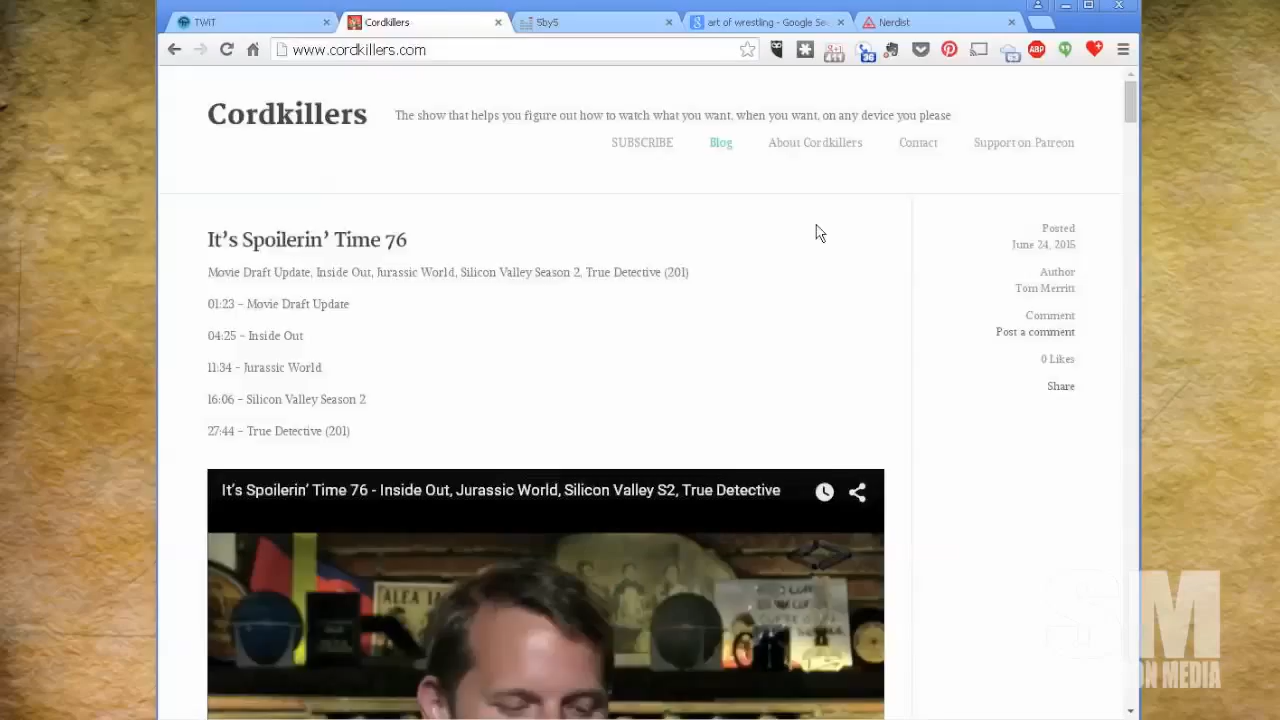 TWiT
Cordkillers
5by5
art of wrestling - Google Se
Nerdist
www.cordkillers.com
Cordkillers
The show that helps you figure out how to watch what you want, when you want, on any device you please
SUBSCRIBE
Blog
About Cordkillers
Contact
Support on Patreon
It's Spoilerin' Time 76
Movie Draft Update, Inside Out, Jurassic World, Silicon Valley Season 2, True Detective (201)
01:23 - Movie Draft Update
04:25 - Inside Out
11:34 - Jurassic World
16:06 - Silicon Valley Season 2
27:44 - True Detective (201)
Posted
June 24, 2015
Author
Tom Merritt
Comment
Post a comment
0 Likes
Share
It's Spoilerin' Time 76 - Inside Out, Jurassic World, Silicon Valley S2, True Detective
SM
ON MEDIA